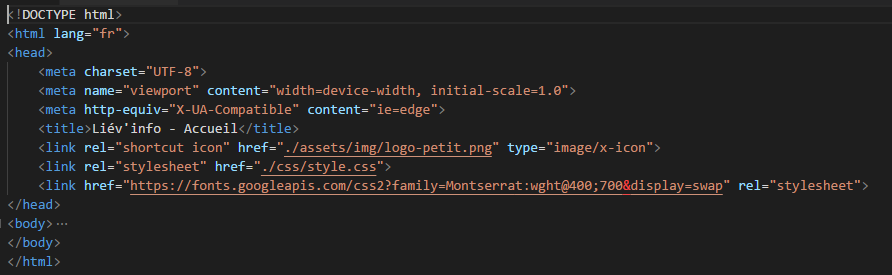 <!DOCTYPE html>
<html lang="fr">
<head>
    <meta charset="UTF-8">
    <meta name="viewport" content="width=device-width, initial-scale=1.0">
    <meta http-equiv="X-UA-Compatible" content="ie=edge">
    <title>Liév'info - Accueil</title>
    <link rel="shortcut icon" href="./assets/img/logo-petit.png" type="image/x-icon">
    <link rel="stylesheet" href="./css/style.css">
    <link href="https://fonts.googleapis.com/css2?family=Montserrat:wght@400;700&display=swap" rel="stylesheet">
</head>
<body>···
</body>
</html>